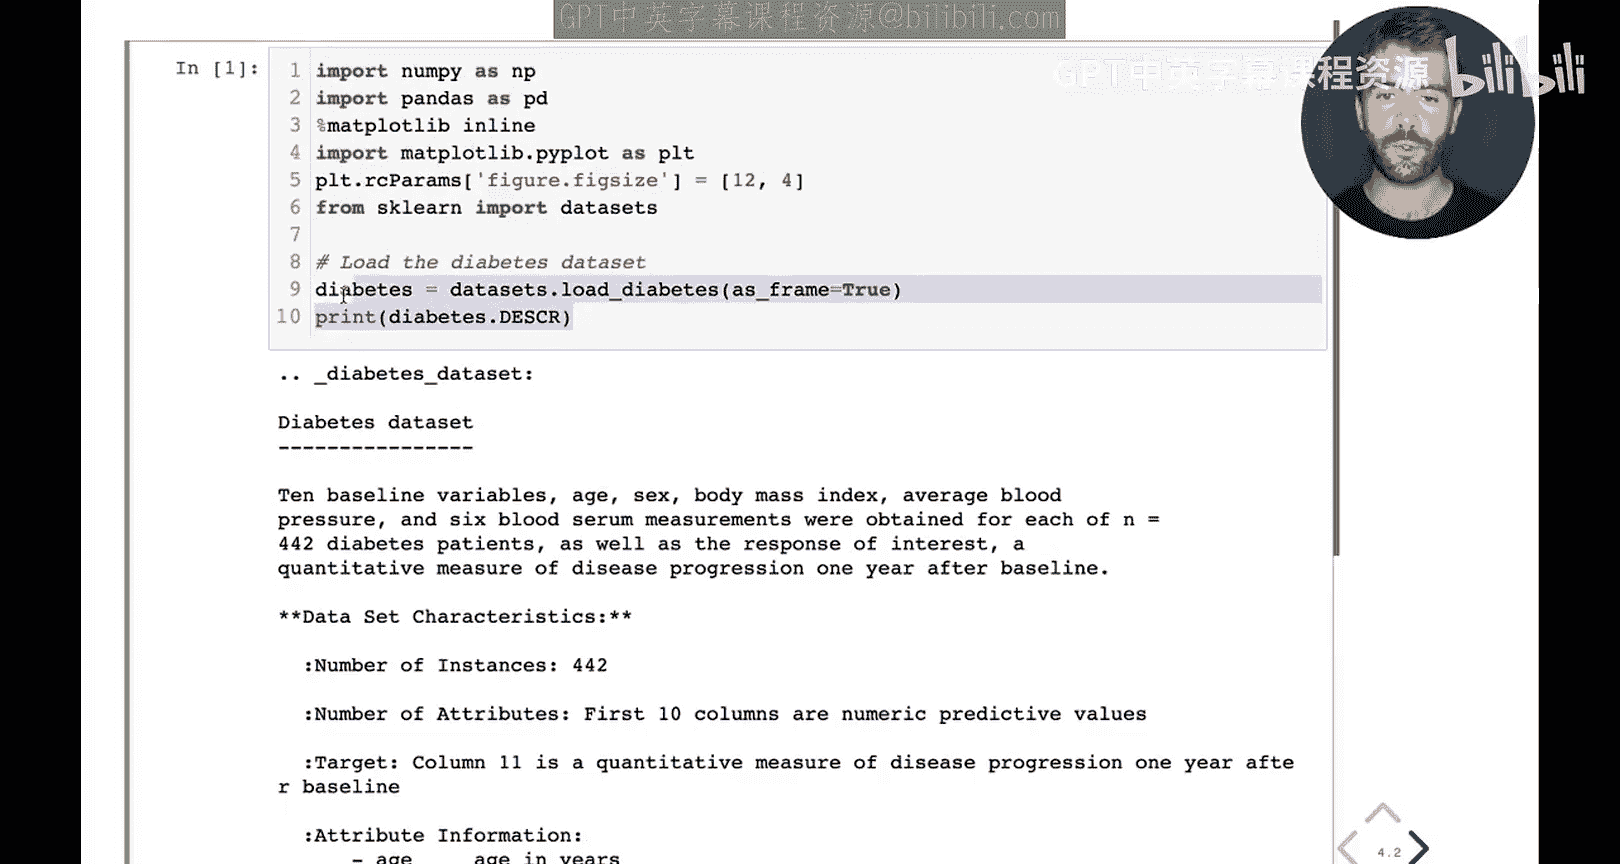 GPT中英字幕课程资源@bilibili.com
GPT中英字幕课程资源 bilibili
In [1]:
1 import numpy as np
2 import pandas as pd
3 %matplotlib inline
4 import matplotlib.pyplot as plt
5 plt.rcParams['figure.figsize'] = [12, 4]
6 from sklearn import datasets
7
8 # Load the diabetes dataset
9 diabetes = datasets.load_diabetes(as_frame=True)
10 print(diabetes.DESCR)
.. _diabetes_dataset:
Diabetes dataset
----------------
Ten baseline variables, age, sex, body mass index, average blood
pressure, and six blood serum measurements were obtained for each of n =
442 diabetes patients, as well as the response of interest, a
quantitative measure of disease progression one year after baseline.
**Data Set Characteristics:**
:Number of Instances: 442
:Number of Attributes: First 10 columns are numeric predictive values
:Target: Column 11 is a quantitative measure of disease progression one year afte
r baseline
:Attribute Information:
- age age in years
4.2